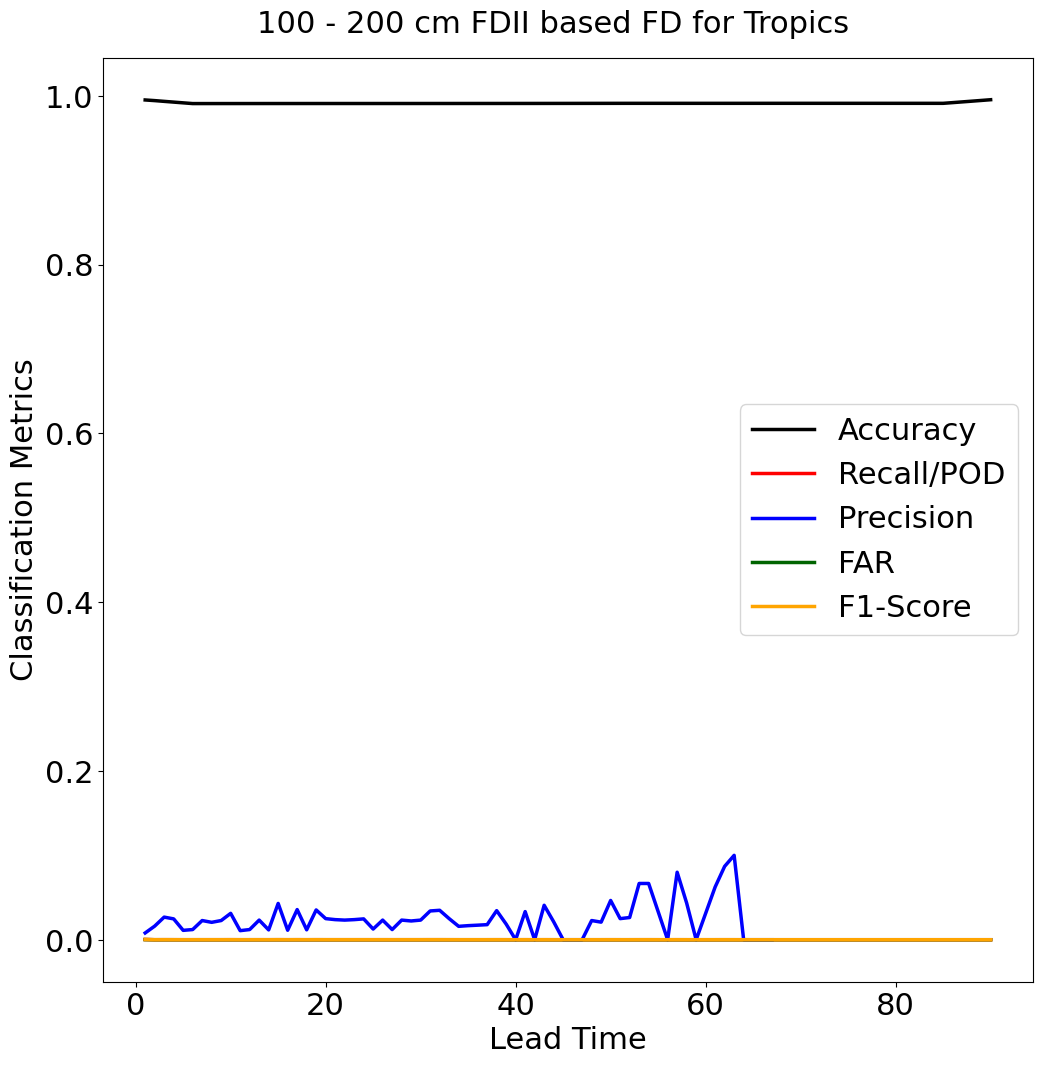 100 - 200 cm FDII based FD for Tropics
1.0
0.8
0.6
0.4
0.2
0.0
Classification Metrics
Accuracy
Recall/POD
Precision
FAR
F1-Score
0 20 40 60 80
Lead Time